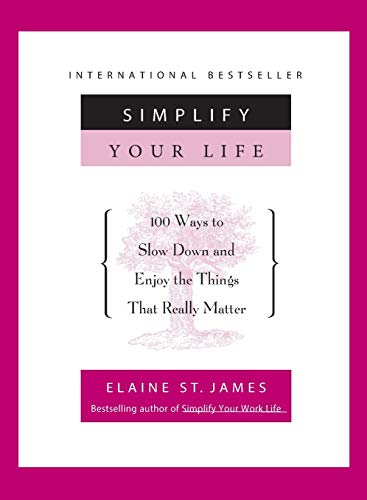 INTERNATIONAL BESTSELLER
SIMPLIFY
YOUR LIFE
100 Ways to
Slow Down and
Enjoy the Things
That Really Matter
ELAINE ST. JAMES
Bestselling author of Simplify Your Work Life